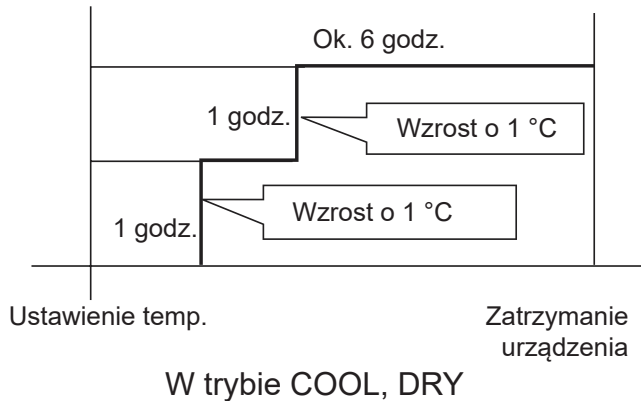 Ok. 6 godz.
1 godz.
Wzrost o 1 °C
Wzrost o 1 °C
1 godz.
Ustawienie temp.
Zatrzymanie
urządzenia
W trybie COOL, DRY